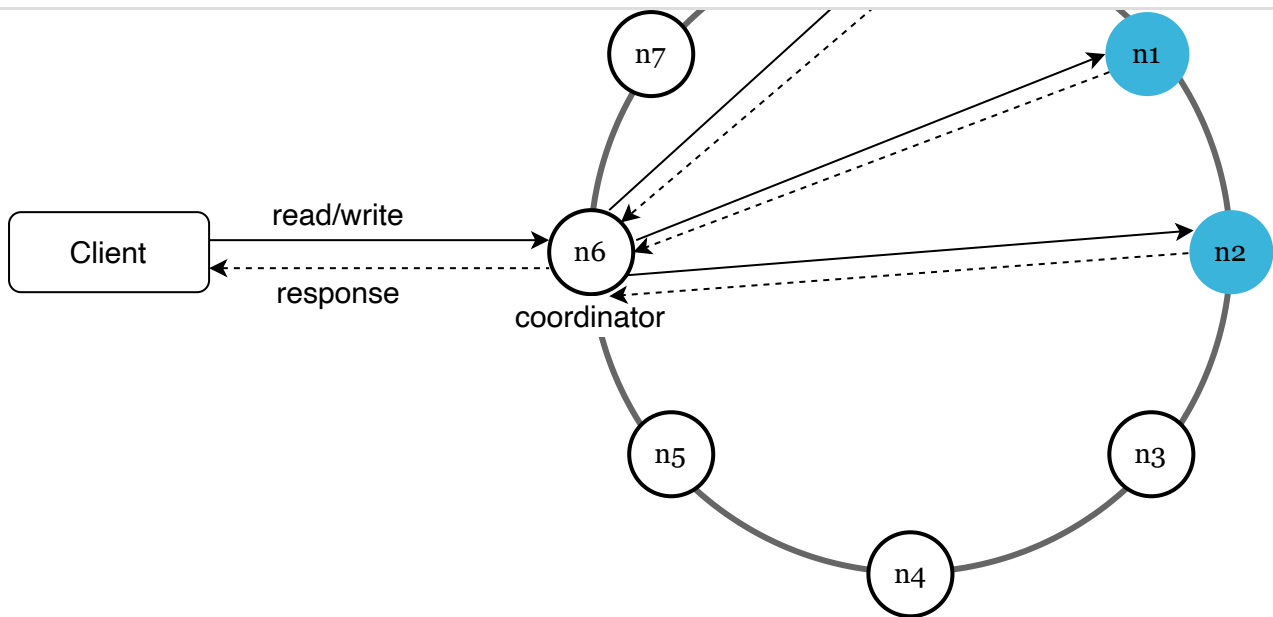 n7
n1
read/write
Client
n6
n2
response
coordinator
n5
n3
n4